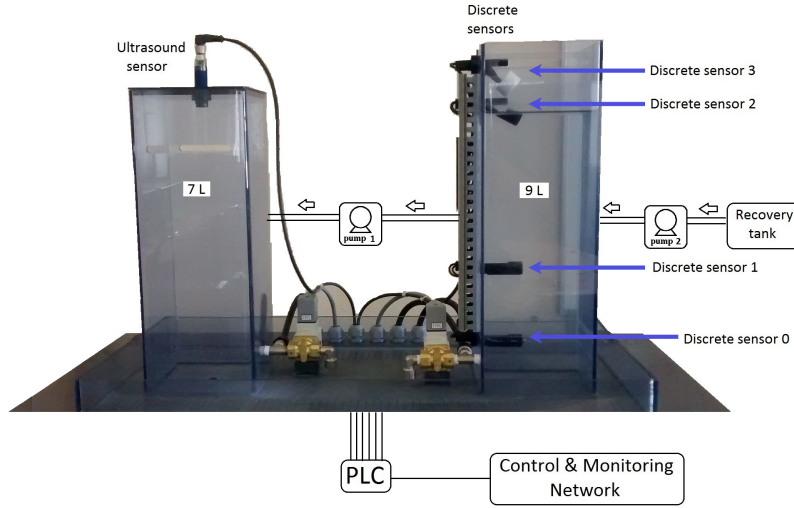 Discrete
sensors
Ultrasound
sensor
Discrete sensor 3
Discrete sensor 2
7 L
9 L
pump 1
pump 2
Recovery
tank
Discrete sensor 1
Discrete sensor 0
PLC
Control & Monitoring
Network